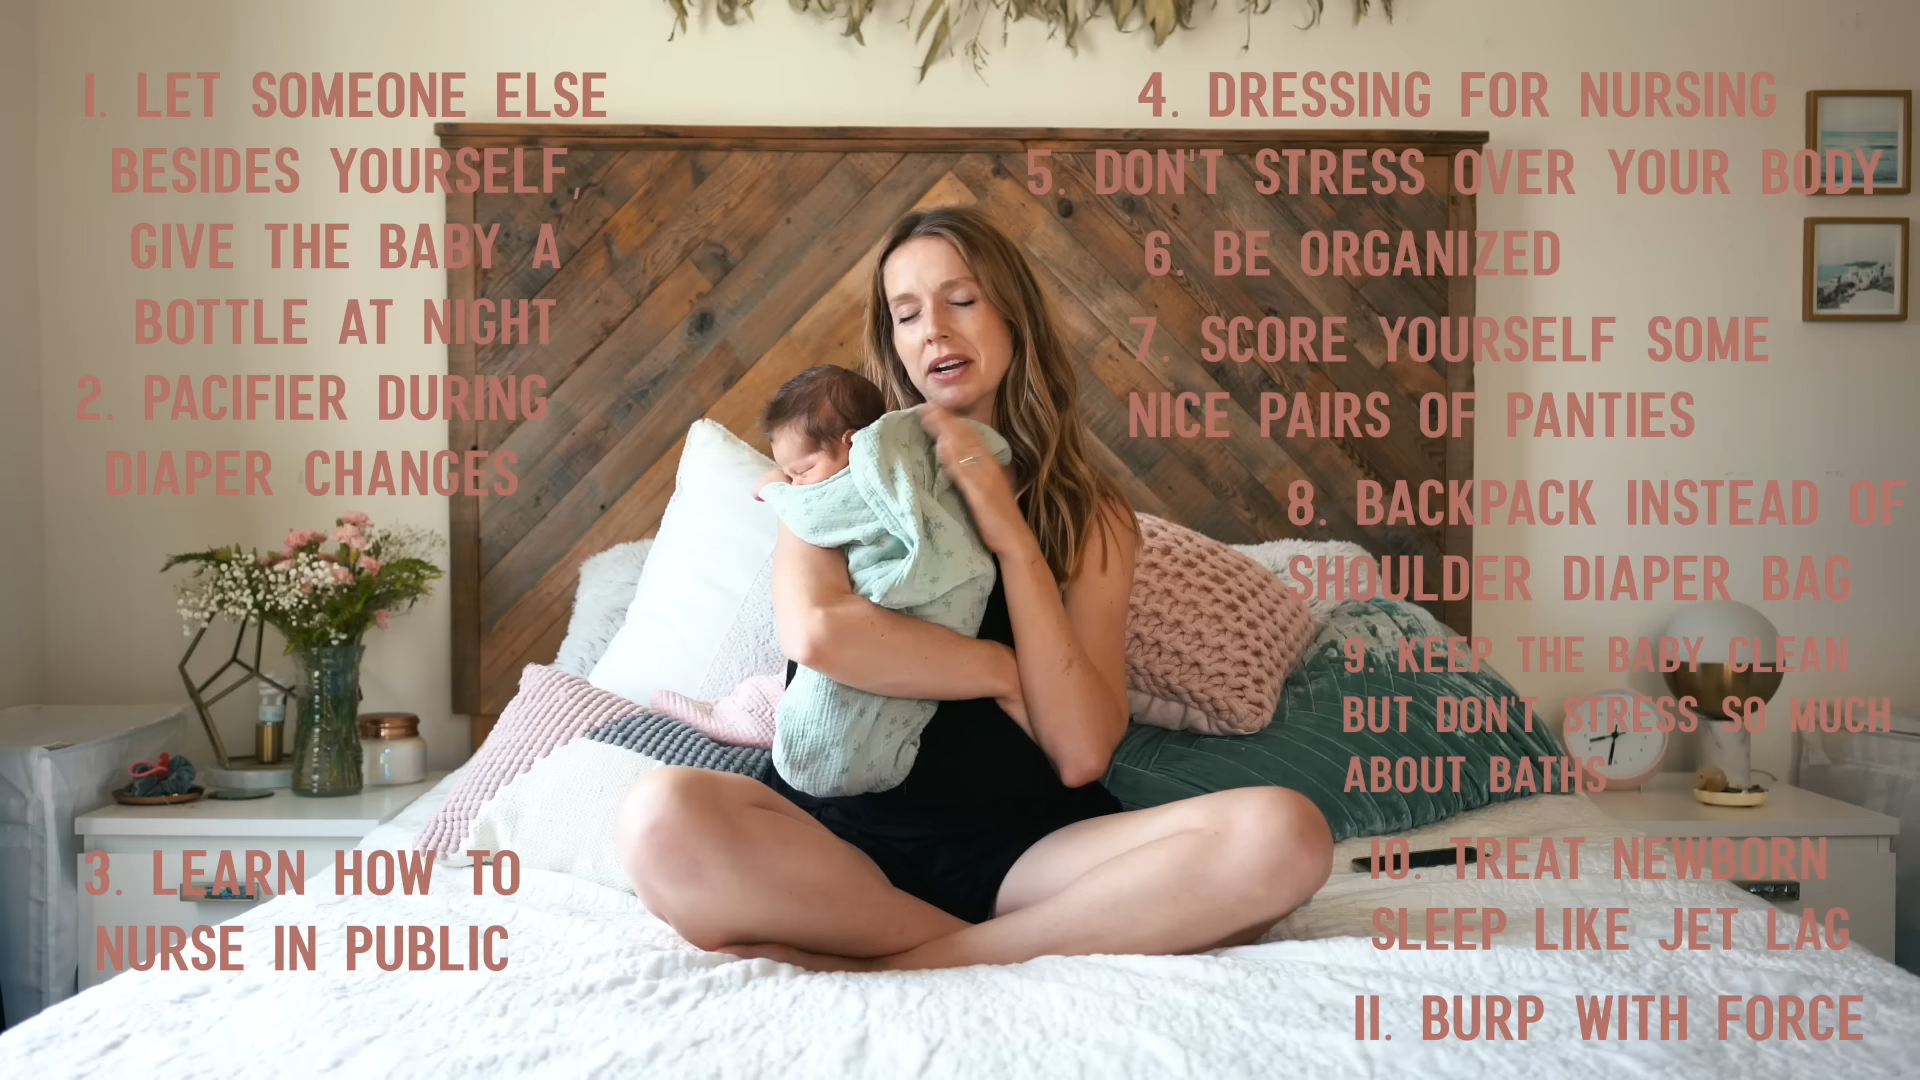 1. LET SOMEONE ELSE
BESIDES YOURSELF,
GIVE THE BABY A
BOTTLE AT NIGHT
2. PACIFIER DURING
DIAPER CHANGES
3. LEARN HOW TO
NURSE IN PUBLIC
4. DRESSING FOR NURSING
5. DON'T STRESS OVER YOUR BODY
6. BE ORGANIZED
7. SCORE YOURSELF SOME
NICE PAIRS OF PANTIES
8. BACKPACK INSTEAD OF
SHOULDER DIAPER BAG
9. KEEP THE BABY CLEAN
BUT DON'T STRESS SO MUCH
ABOUT BATHS
10. TREAT NEWBORN
SLEEP LIKE JET LAG
11. BURP WITH FORCE